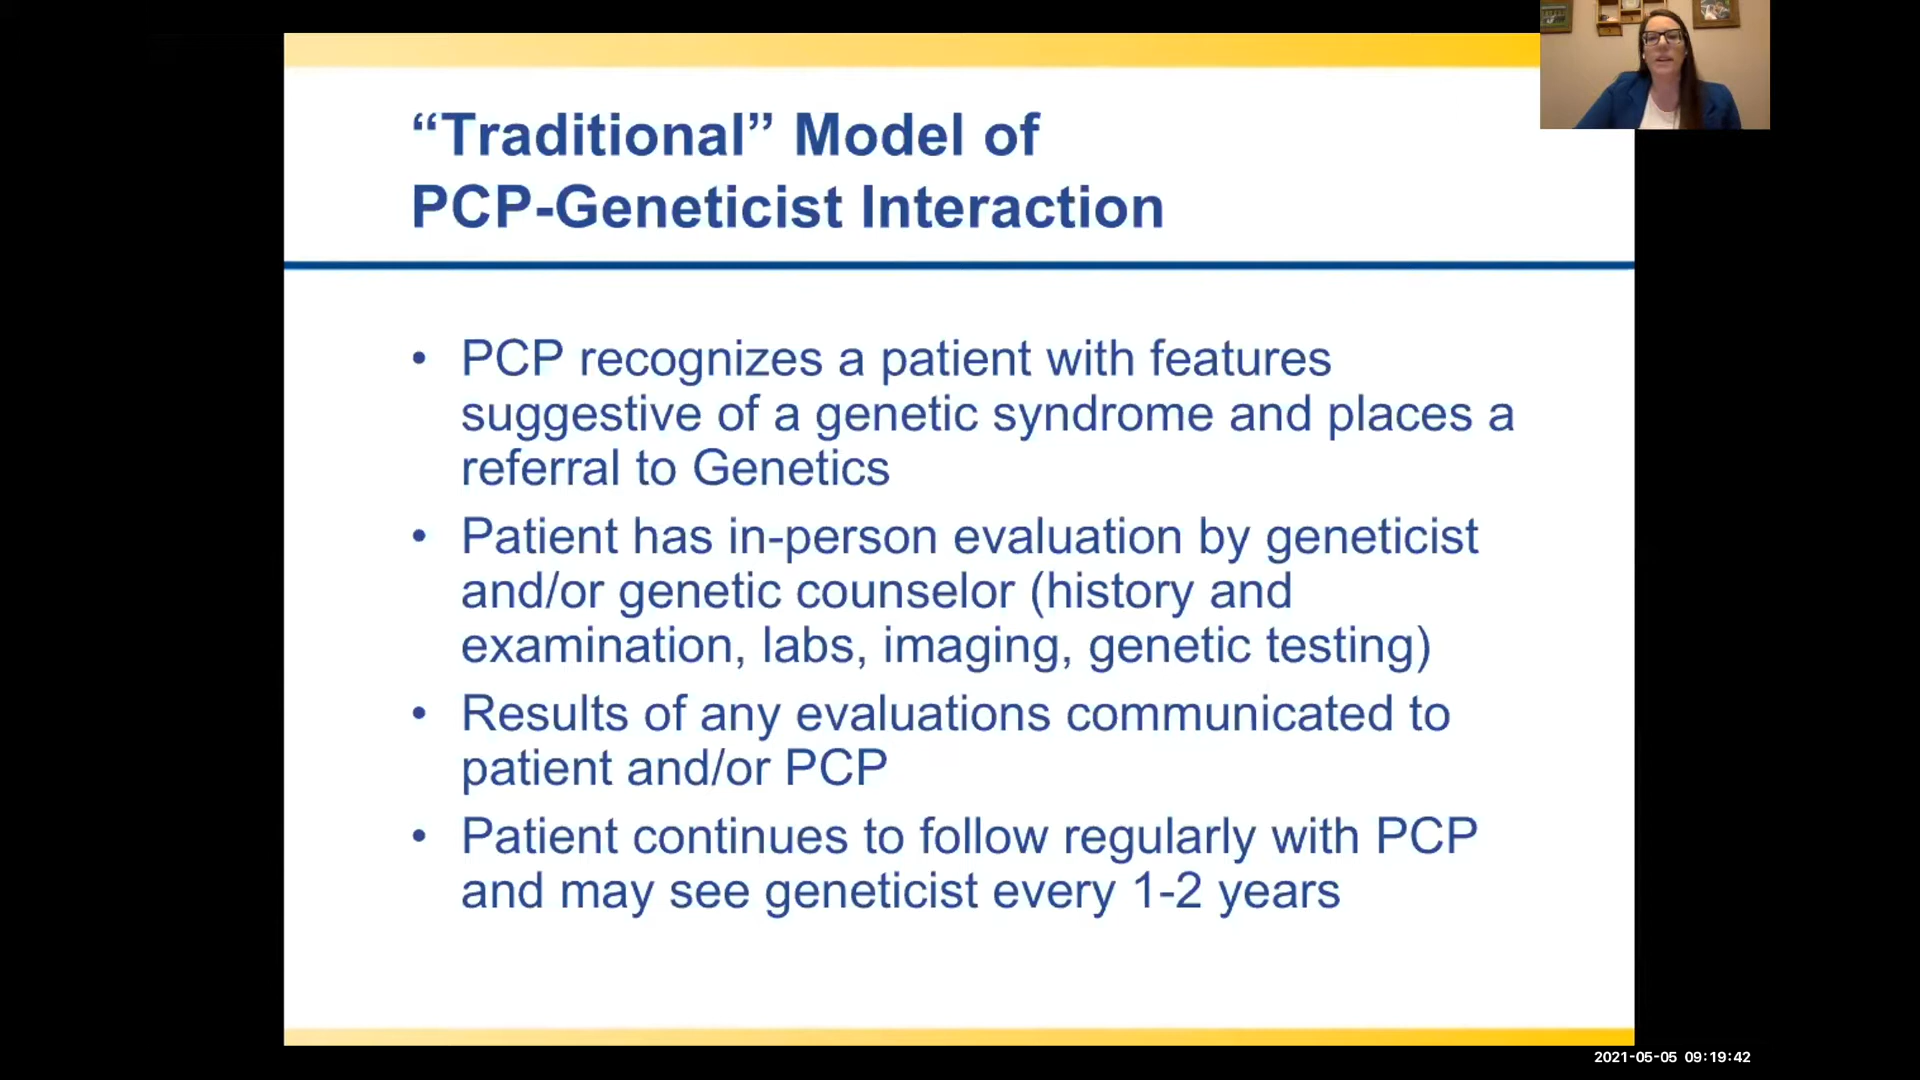 “Traditional” Model of
PCP-Geneticist Interaction
• PCP recognizes a patient with features
suggestive of a genetic syndrome and places a
referral to Genetics
• Patient has in-person evaluation by geneticist
and/or genetic counselor (history and
examination, labs, imaging, genetic testing)
• Results of any evaluations communicated to
patient and/or PCP
• Patient continues to follow regularly with PCP
and may see geneticist every 1-2 years
2021-05-05 09:19:42